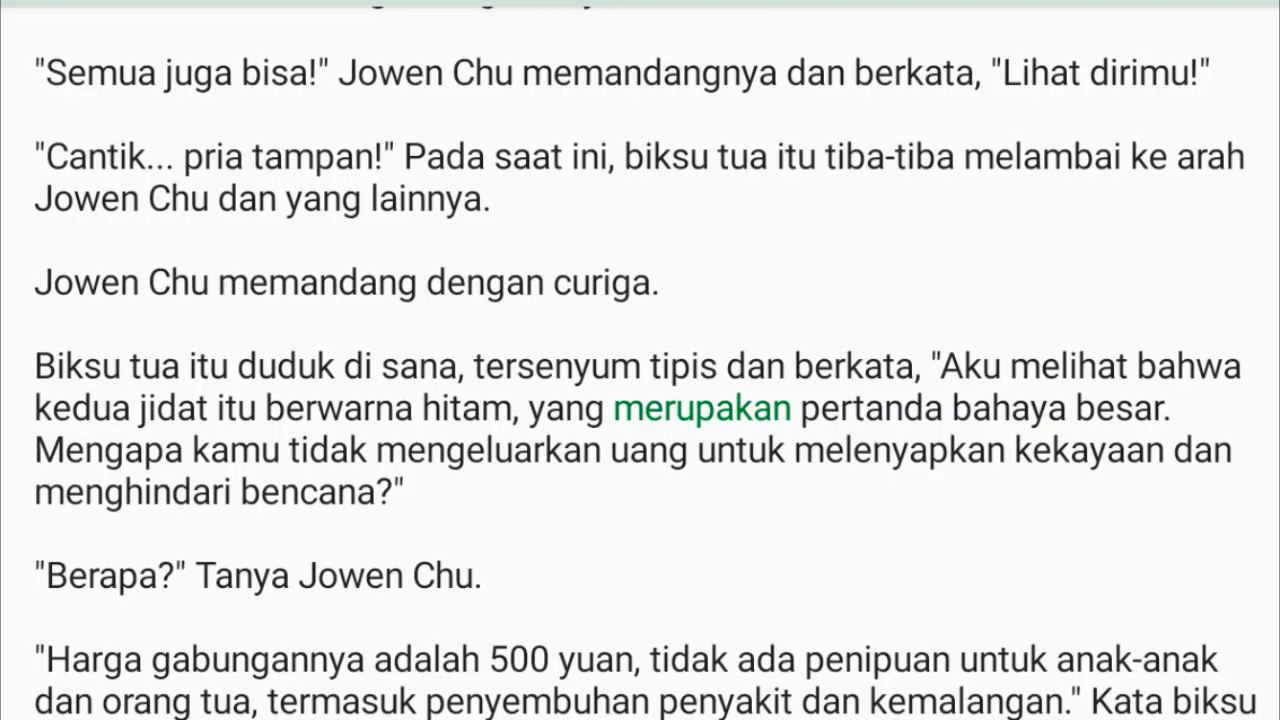 "Semua juga bisa!" Jowen Chu memandangnya dan berkata, "Lihat dirimu!"
"Cantik... pria tampan!" Pada saat ini, biksu tua itu tiba-tiba melambai ke arah
Jowen Chu dan yang lainnya.
Jowen Chu memandang dengan curiga.
Biksu tua itu duduk di sana, tersenyum tipis dan berkata, "Aku melihat bahwa
kedua jidat itu berwarna hitam, yang merupakan pertanda bahaya besar.
Mengapa kamu tidak mengeluarkan uang untuk melenyapkan kekayaan dan
menghindari bencana?"
"Berapa?" Tanya Jowen Chu.
"Harga gabungannya adalah 500 yuan, tidak ada penipuan untuk anak-anak
dan orang tua, termasuk penyembuhan penyakit dan kemalangan." Kata biksu